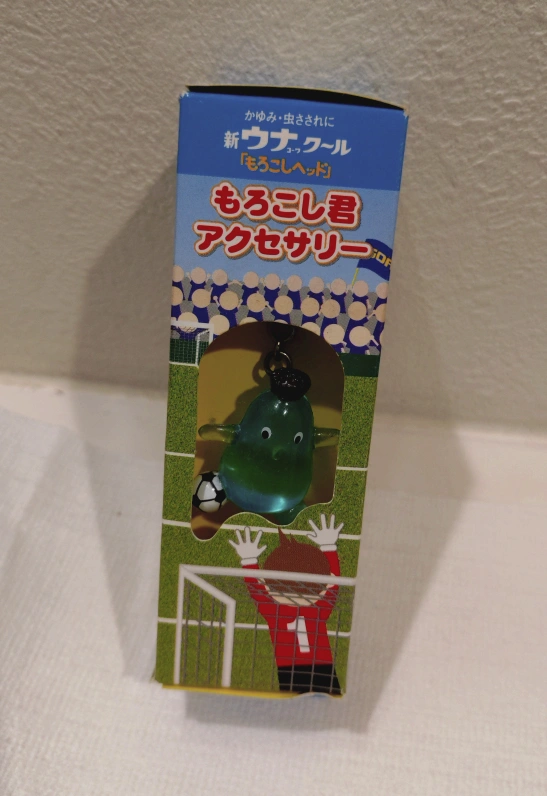 かゆみ・虫さされに
新ウナコーワクール
「もろこしヘッド」
もろこし君
アクセサリー
1